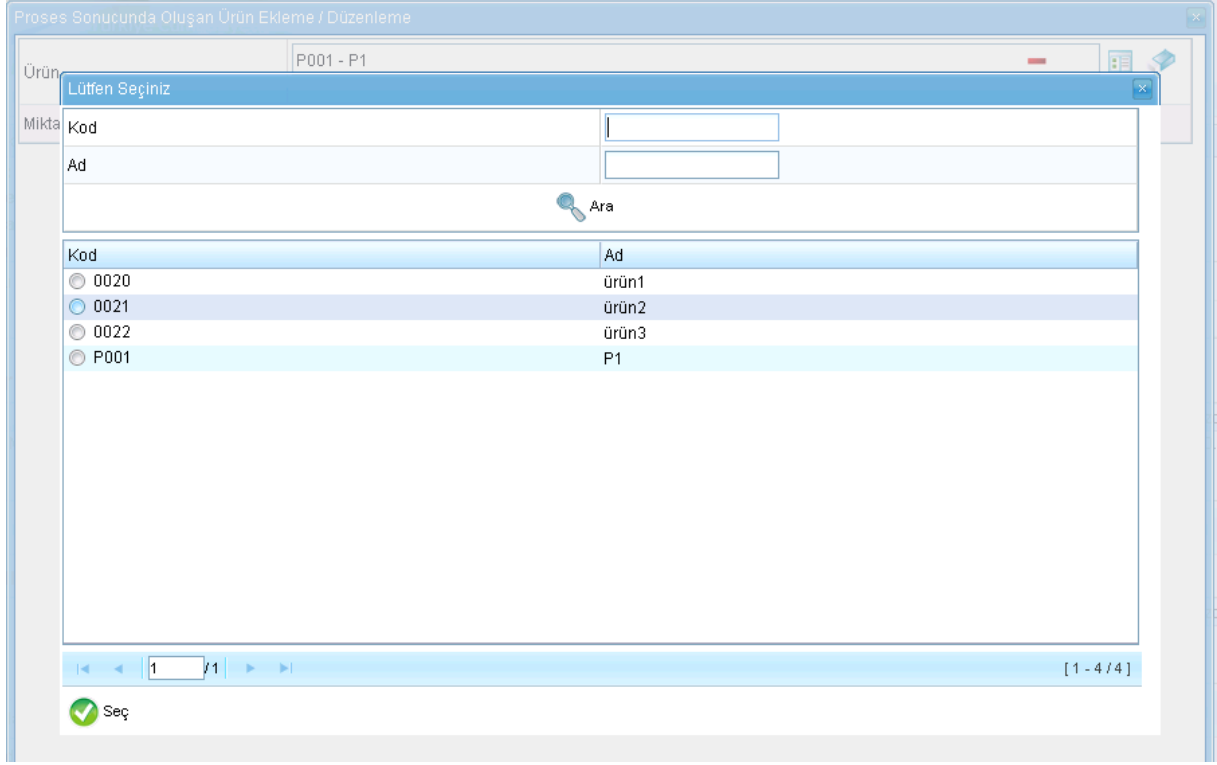 Proses Sonucunda Oluşan Ürün Ekleme / Düzenleme
P001 - P1
Ürün
Lütfen Seçiniz
Mikta Kod
Ad
Ara
Kod Ad
0020 ürün1
0021 ürün2
0022 ürün3
P001 P1
1 / 1 [ 1 - 4 / 4 ]
Seç